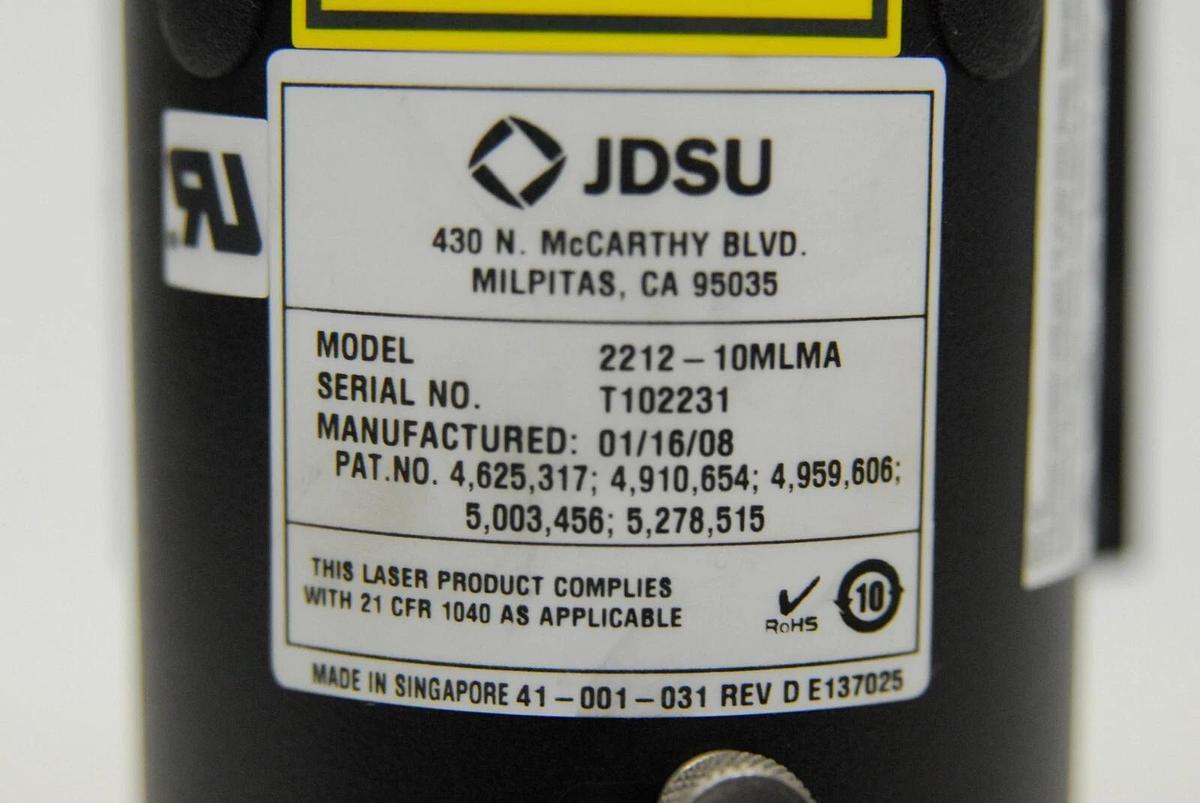 JDSU
430 N. McCARTHY BLVD.
MILPITAS, CA 95035
MODEL 2212-10MLMA
SERIAL NO. T102231
MANUFACTURED: 01/16/08
PAT.NO. 4,625,317; 4,910,654; 4,959,606;
5,003,456; 5,278,515
THIS LASER PRODUCT COMPLIES
WITH 21 CFR 1040 AS APPLICABLE
RoHS
10
MADE IN SINGAPORE 41-001-031 REV D E137025